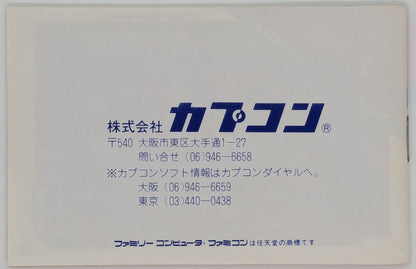 株式会社 カプコン®
〒540 大阪市東区大手通1-27
問い合せ (06)946-6658
※カプコンソフト情報はカプコンダイヤルへ。
大阪 (06)946-6659
東京 (03)440-0438
ファミリー コンピュータ・ファミコンは任天堂の商標です